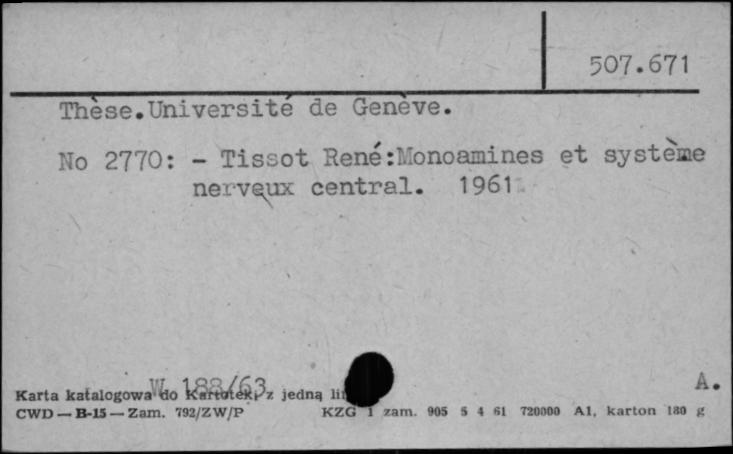 507.671
Thèse.Université de Genève.
No 2770: - Tissot René:Monoamines et système
nerveux central. 1961
W. 188/63
A.
Karta katalogowa do Kartoteki z jedną
CWD — B-15 — Zam. 792/ZW/P KZG 1 zam. 905 5 4 61 720000 A1, karton 180 g